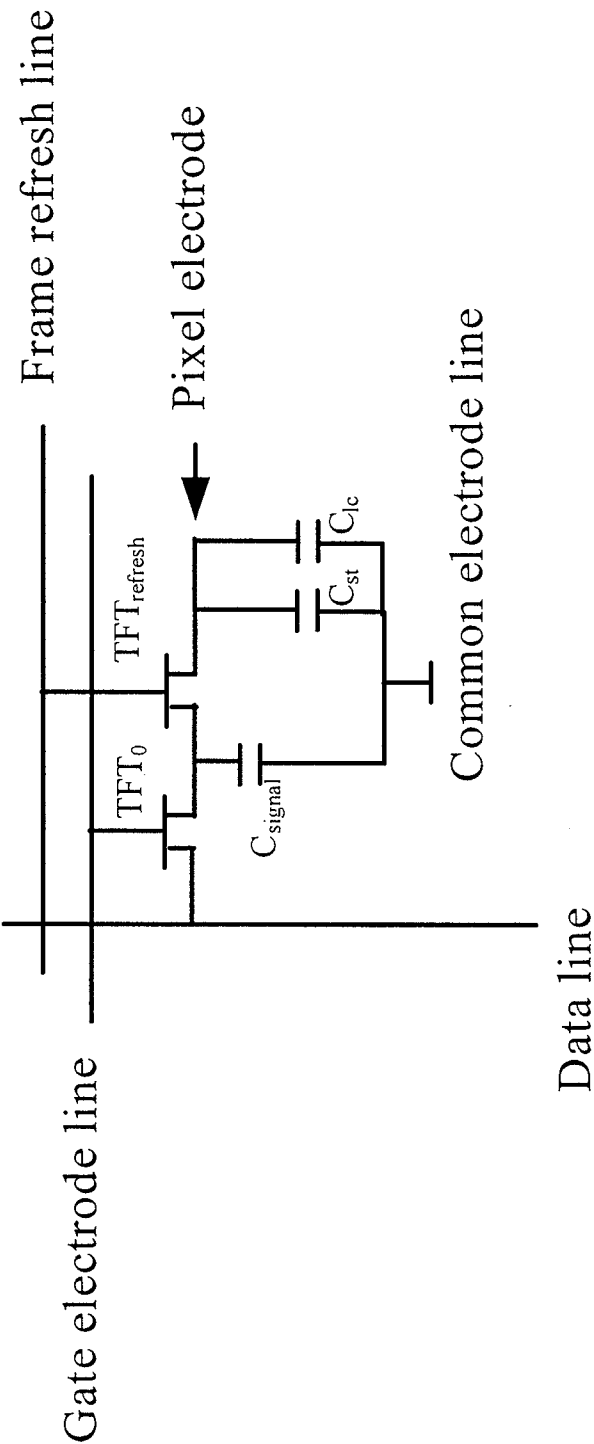 Frame refresh line
Gate electrode line
TFT0
TFTrefresh
Pixel electrode
Csignal
Cst
Clc
Common electrode line
Data line